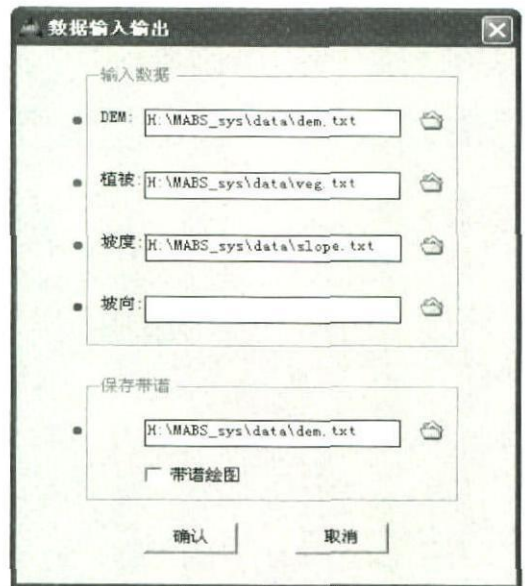 数据输入输出
输入数据
DEM: H:\MABS_sys\data\dem.txt
植被: H:\MABS_sys\data\veg.txt
坡度: H:\MABS_sys\data\slope.txt
坡向:
保存带谱
H:\MABS_sys\data\dem.txt
带谱绘图
确认 取消